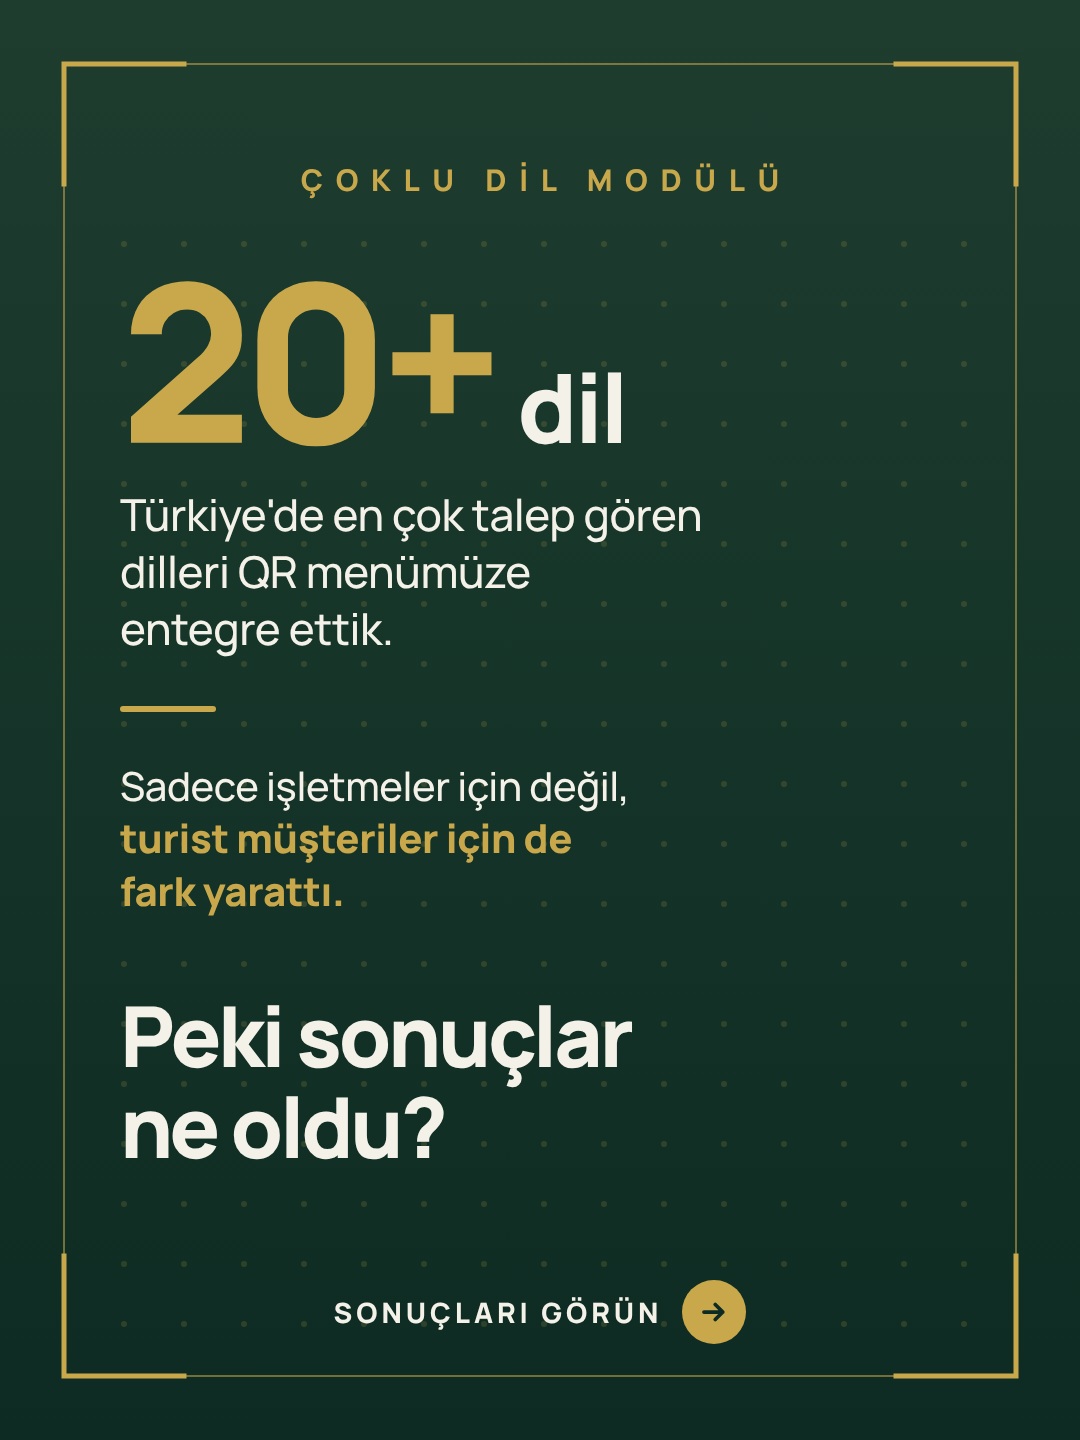 ÇOKLU DİL MODÜLÜ
20+ dil
Türkiye'de en çok talep gören
dilleri QR menümüze
entegre ettik.
Sadece işletmeler için değil,
turist müşteriler için de
fark yarattı.
Peki sonuçlar
ne oldu?
SONUÇLARI GÖRÜN